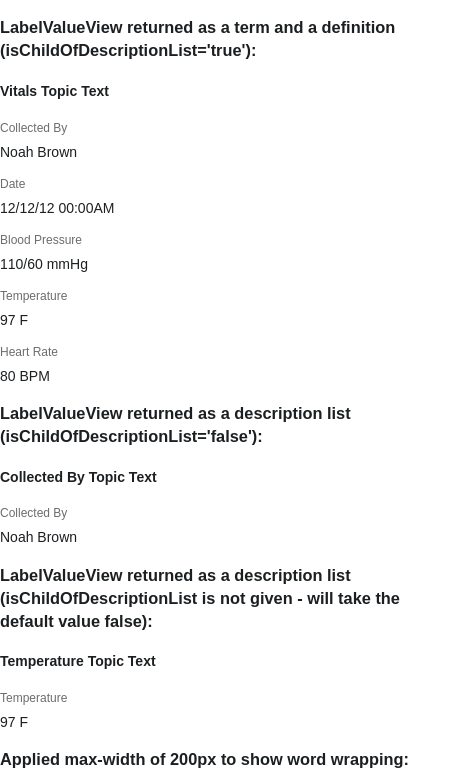 LabelValueView returned as a term and a definition
(isChildOfDescriptionList='true'):
Vitals Topic Text
Collected By
Noah Brown
Date
12/12/12 00:00AM
Blood Pressure
110/60 mmHg
Temperature
97 F
Heart Rate
80 BPM
LabelValueView returned as a description list
(isChildOfDescriptionList='false'):
Collected By Topic Text
Collected By
Noah Brown
LabelValueView returned as a description list
(isChildOfDescriptionList is not given - will take the
default value false):
Temperature Topic Text
Temperature
97 F
Applied max-width of 200px to show word wrapping: